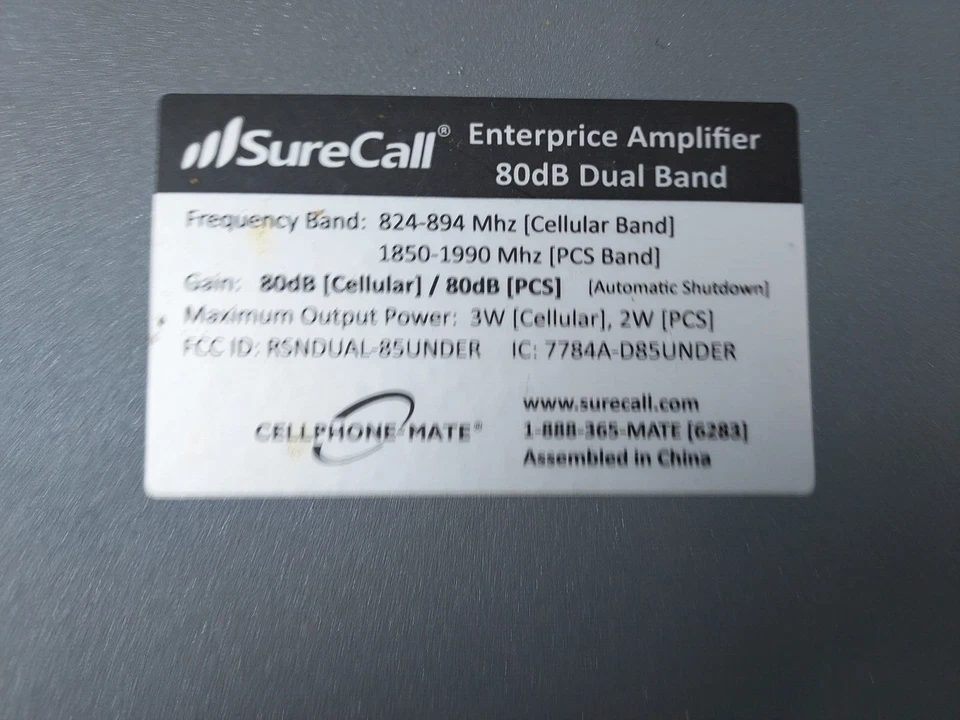 SureCall® Enterprice Amplifier
80dB Dual Band
Frequency Band: 824-894 Mhz [Cellular Band]
1850-1990 Mhz [PCS Band]
Gain: 80dB [Cellular] / 80dB [PCS] [Automatic Shutdown]
Maximum Output Power: 3W [Cellular], 2W [PCS]
FCC ID: RSNDUAL-85UNDER IC: 7784A-D85UNDER
CELLPHONE-MATE®
www.surecall.com
1-888-365-MATE [6283]
Assembled in China